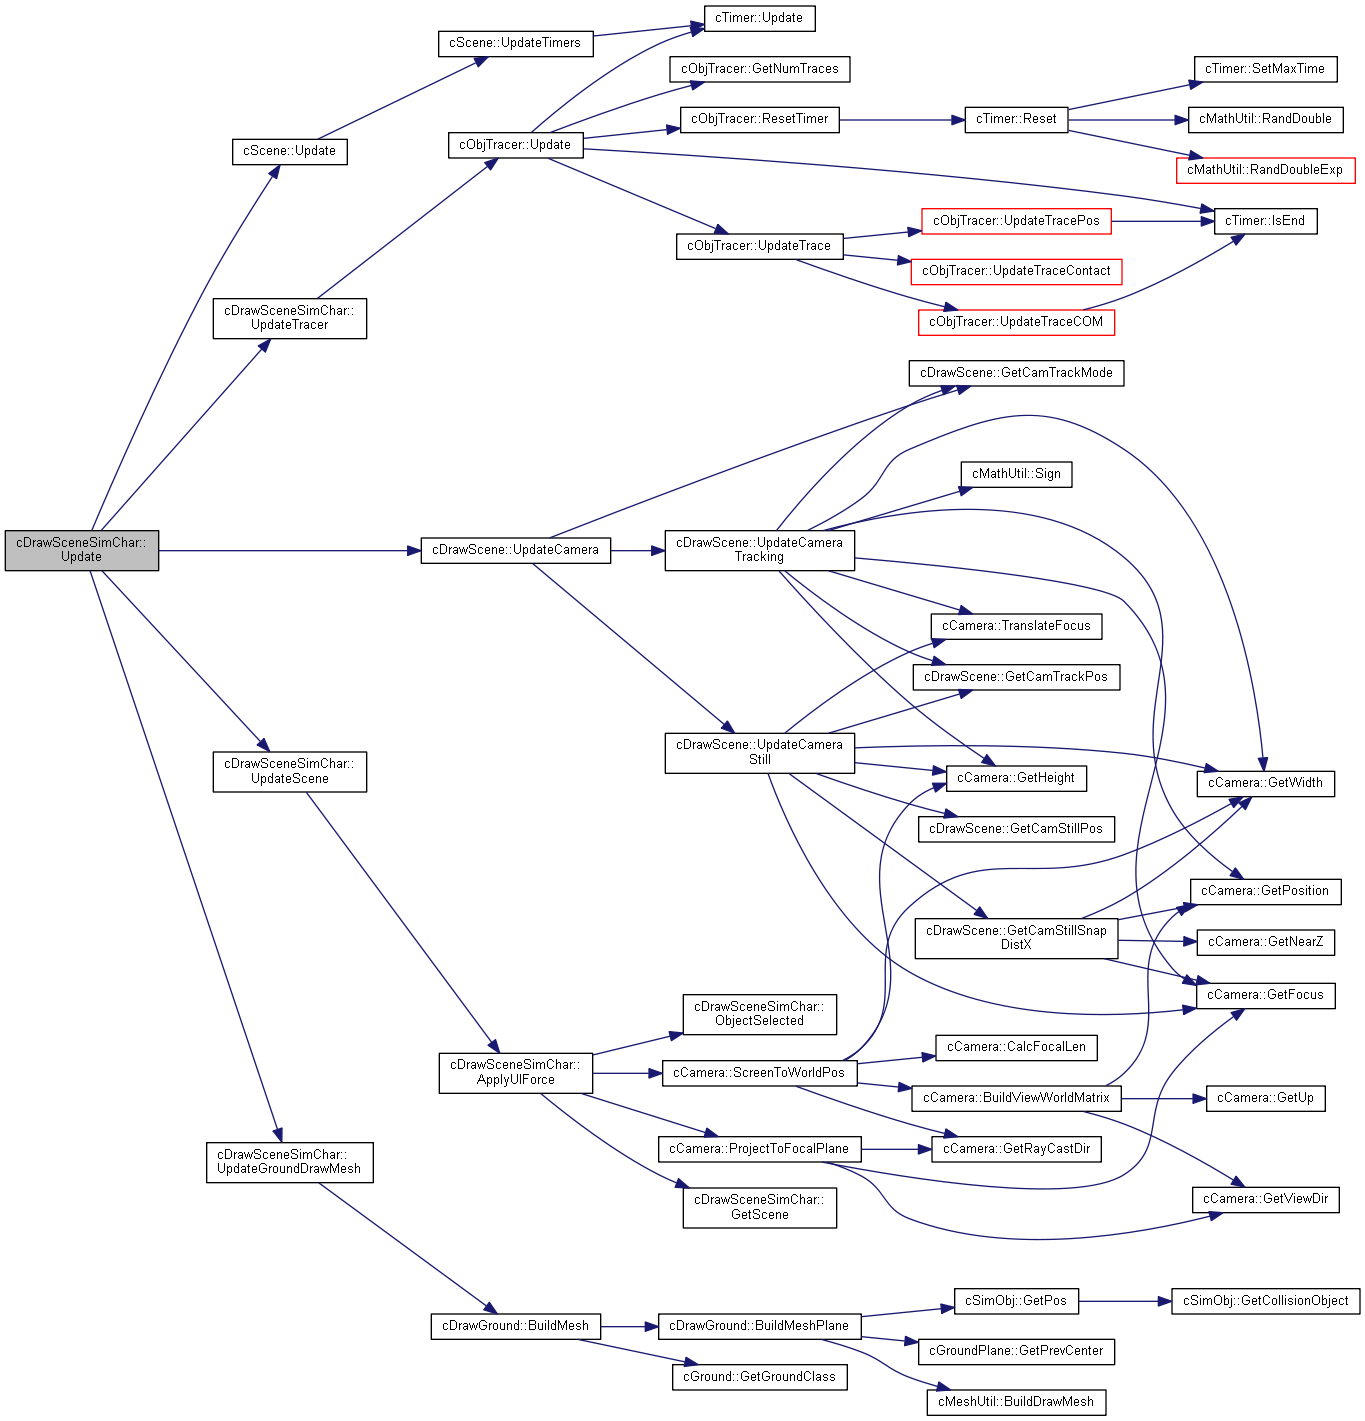 cTimer::Update
cScene::UpdateTimers
cObjTracer::GetNumTraces
cTimer::SetMaxTime
cObjTracer::ResetTimer
cTimer::Reset
cMathUtil::RandDouble
cScene::Update
cObjTracer::Update
cMathUtil::RandDoubleExp
cObjTracer::UpdateTracePos
cTimer::IsEnd
cObjTracer::UpdateTrace
cObjTracer::UpdateTraceContact
cDrawSceneSimChar::
UpdateTracer
cObjTracer::UpdateTraceCOM
cDrawScene::GetCamTrackMode
cMathUtil::Sign
cDrawSceneSimChar::
Update
cDrawScene::UpdateCamera
cDrawScene::UpdateCamera
Tracking
cCamera::TranslateFocus
cDrawScene::GetCamTrackPos
cDrawScene::UpdateCamera
Still
cDrawSceneSimChar::
UpdateScene
cCamera::GetHeight
cCamera::GetWidth
cDrawScene::GetCamStillPos
cCamera::GetPosition
cDrawScene::GetCamStillSnap
DistX
cCamera::GetNearZ
cCamera::GetFocus
cDrawSceneSimChar::
ObjectSelected
cCamera::CalcFocalLen
cDrawSceneSimChar::
ApplyUIForce
cCamera::ScreenToWorldPos
cCamera::BuildViewWorldMatrix
cCamera::GetUp
cDrawSceneSimChar::
UpdateGroundDrawMesh
cCamera::ProjectToFocalPlane
cCamera::GetRayCastDir
cDrawSceneSimChar::
GetScene
cCamera::GetViewDir
cSimObj::GetPos
cSimObj::GetCollisionObject
cDrawGround::BuildMesh
cDrawGround::BuildMeshPlane
cGroundPlane::GetPrevCenter
cGround::GetGroundClass
cMeshUtil::BuildDrawMesh